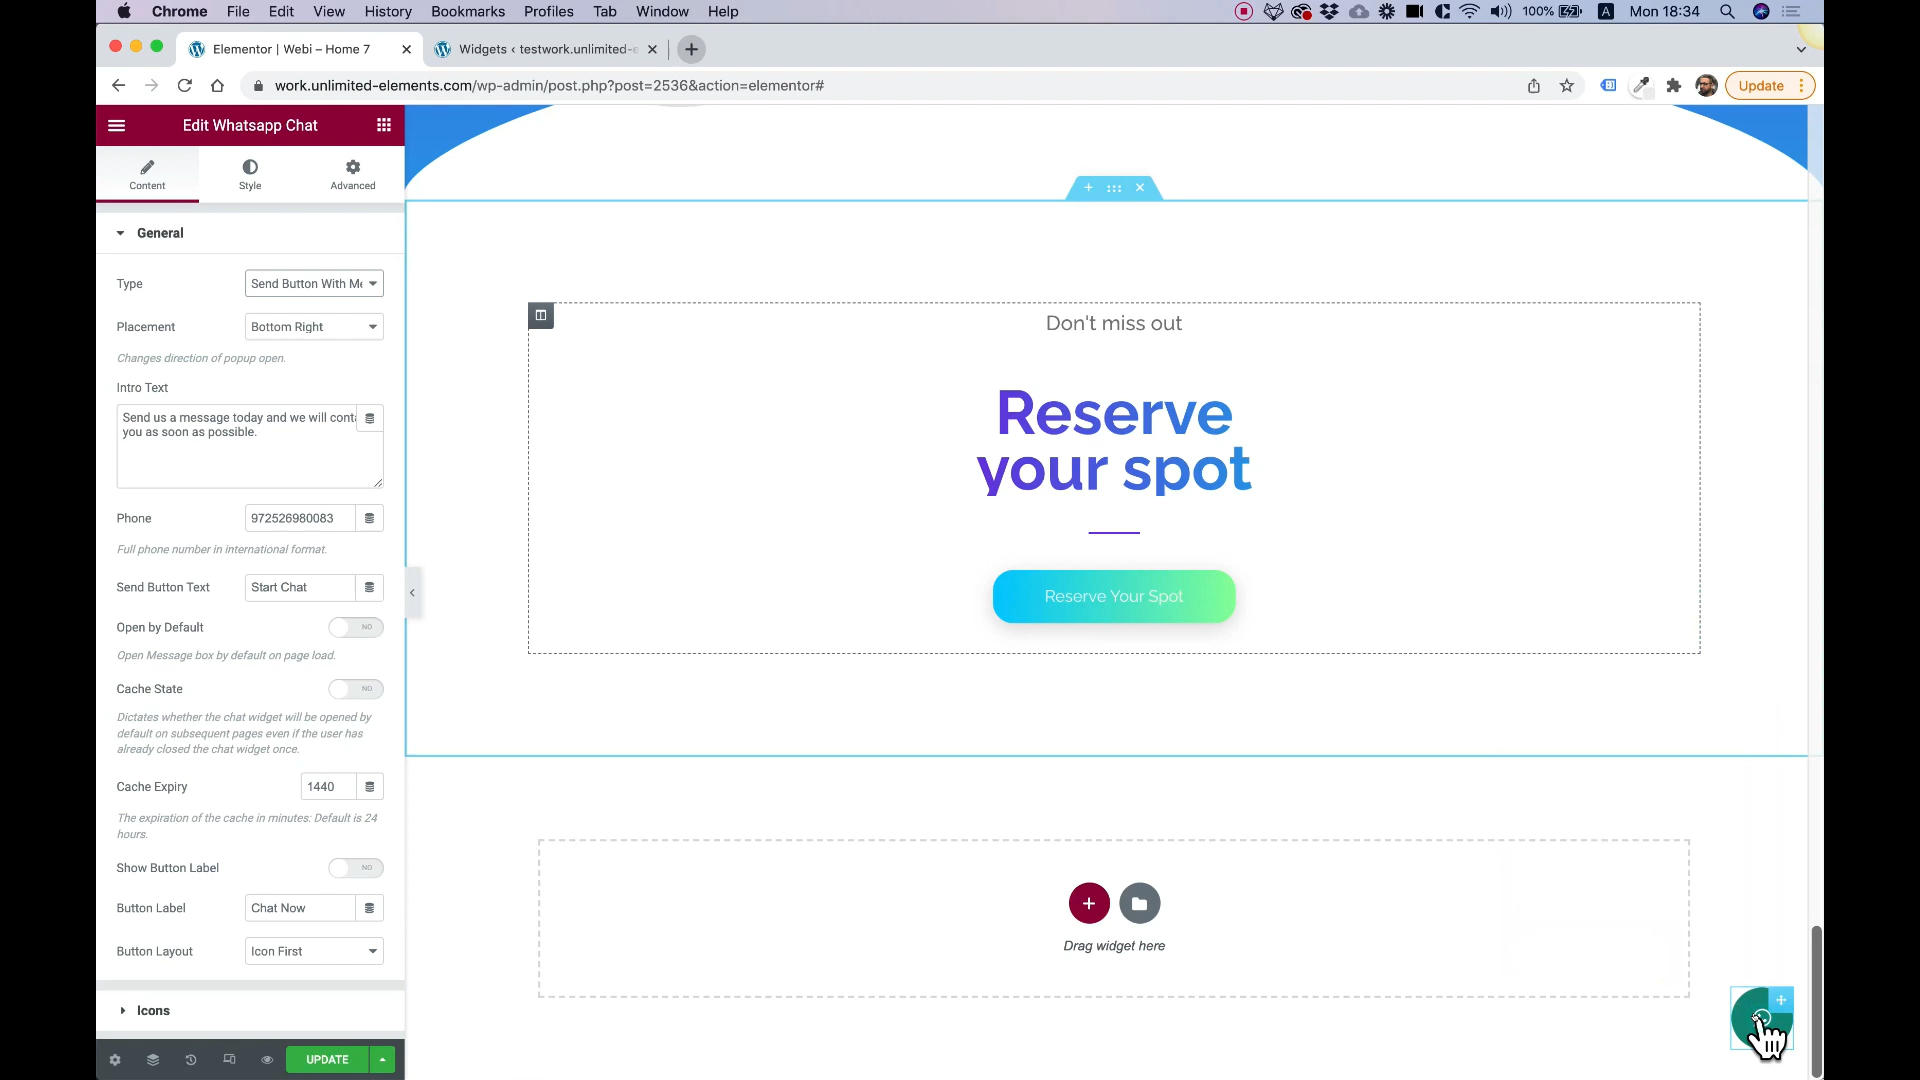 Chrome File Edit View History Bookmarks Profiles Tab Window Help 100% A Mon 18:34
Elementor | Webi – Home 7 Widgets ‹ testwork.unlimited-e
work.unlimited-elements.com/wp-admin/post.php?post=2536&action=elementor# Update
Edit Whatsapp Chat
Content Style Advanced
General
Type Send Button With Me
Placement Bottom Right
Changes direction of popup open.
Intro Text
Send us a message today and we will conta
you as soon as possible.
Phone 972526980083
Full phone number in international format.
Send Button Text Start Chat
Open by Default NO
Open Message box by default on page load.
Cache State NO
Dictates whether the chat widget will be opened by
default on subsequent pages even if the user has
already closed the chat widget once.
Cache Expiry 1440
The expiration of the cache in minutes: Default is 24
hours.
Show Button Label NO
Button Label Chat Now
Button Layout Icon First
Icons
UPDATE
Don't miss out
Reserve
your spot
Reserve Your Spot
Drag widget here